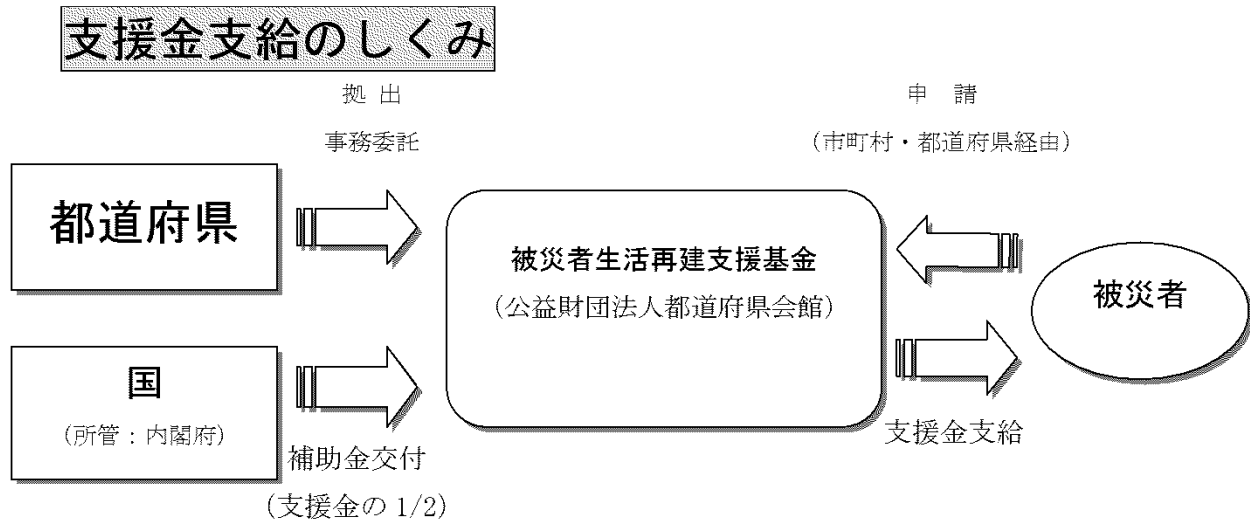 支援金支給のしくみ
拠 出
事務委託
申 請
(市町村・都道府県経由)
都道府県
被災者生活再建支援基金
(公益財団法人都道府県会館)
被災者
国
(所管：内閣府)
補助金交付
(支援金の 1/2)
支援金支給